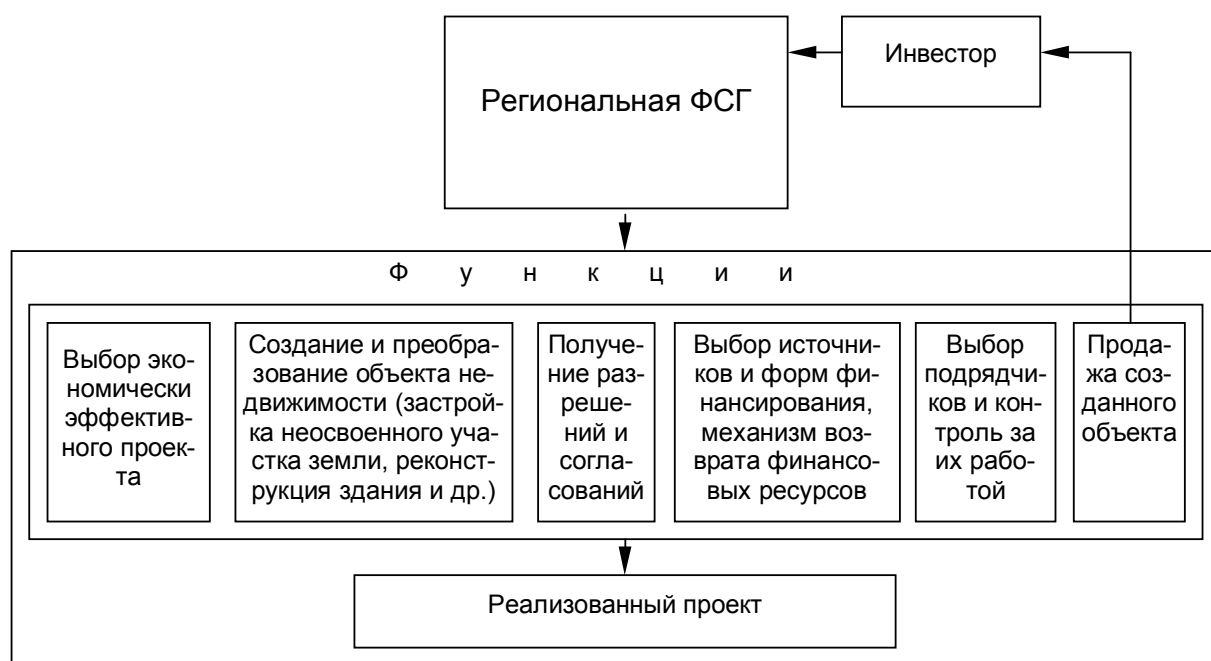 Региональная ФСГ
Инвестор
Ф у н к ц и и
Выбор эко-
номически
эффектив-
ного проек-
та
Создание и преобра-
зование объекта не-
движимости (застрой-
ка неосвоенного уча-
стка земли, реконст-
рукция здания и др.)
Получе-
ние раз-
реше-
ний и
согла-
сований
Выбор источни-
ков и форм фи-
нансирования,
механизм воз-
врата финансо-
вых ресурсов
Выбор
подрядчи-
ков и кон-
троль за
их рабо-
той
Прода-
жа соз-
данного
объекта
Реализованный проект